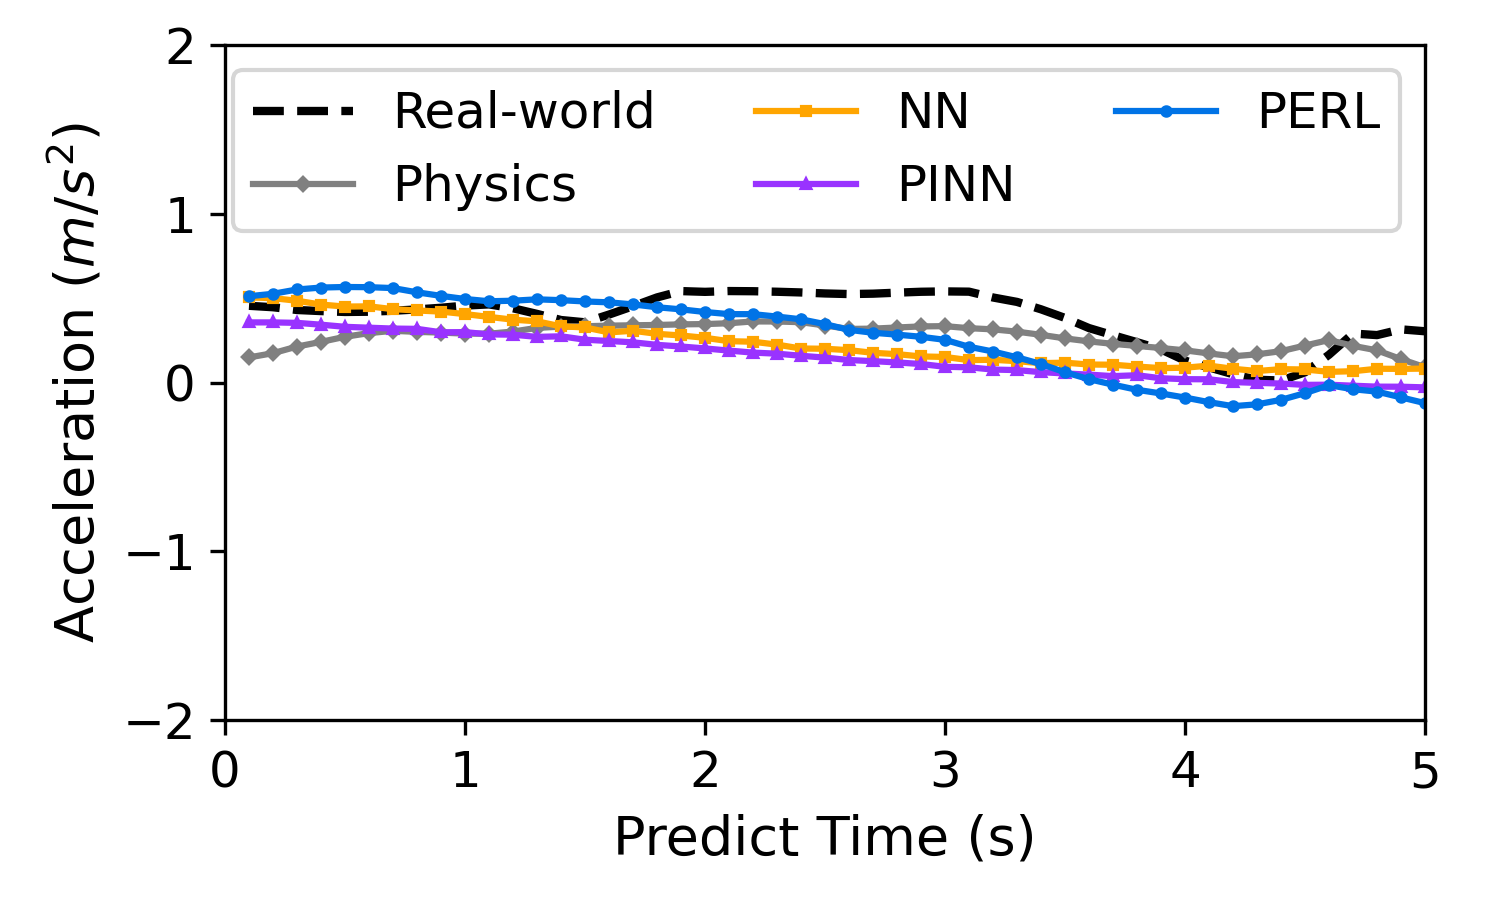 2
1
0
−1
−2
Acceleration (m/s²)
Real-world
Physics
NN
PINN
PERL
0 1 2 3 4 5
Predict Time (s)